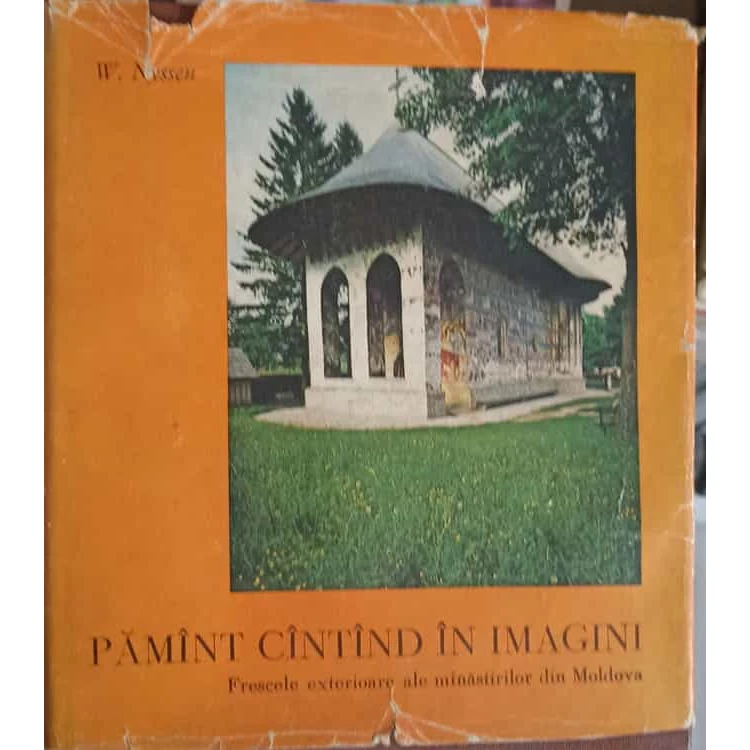 W. Nyssen
PĂMÎNT CÎNTÎND ÎN IMAGINI
Frescele exterioare ale mînăstirilor din Moldova